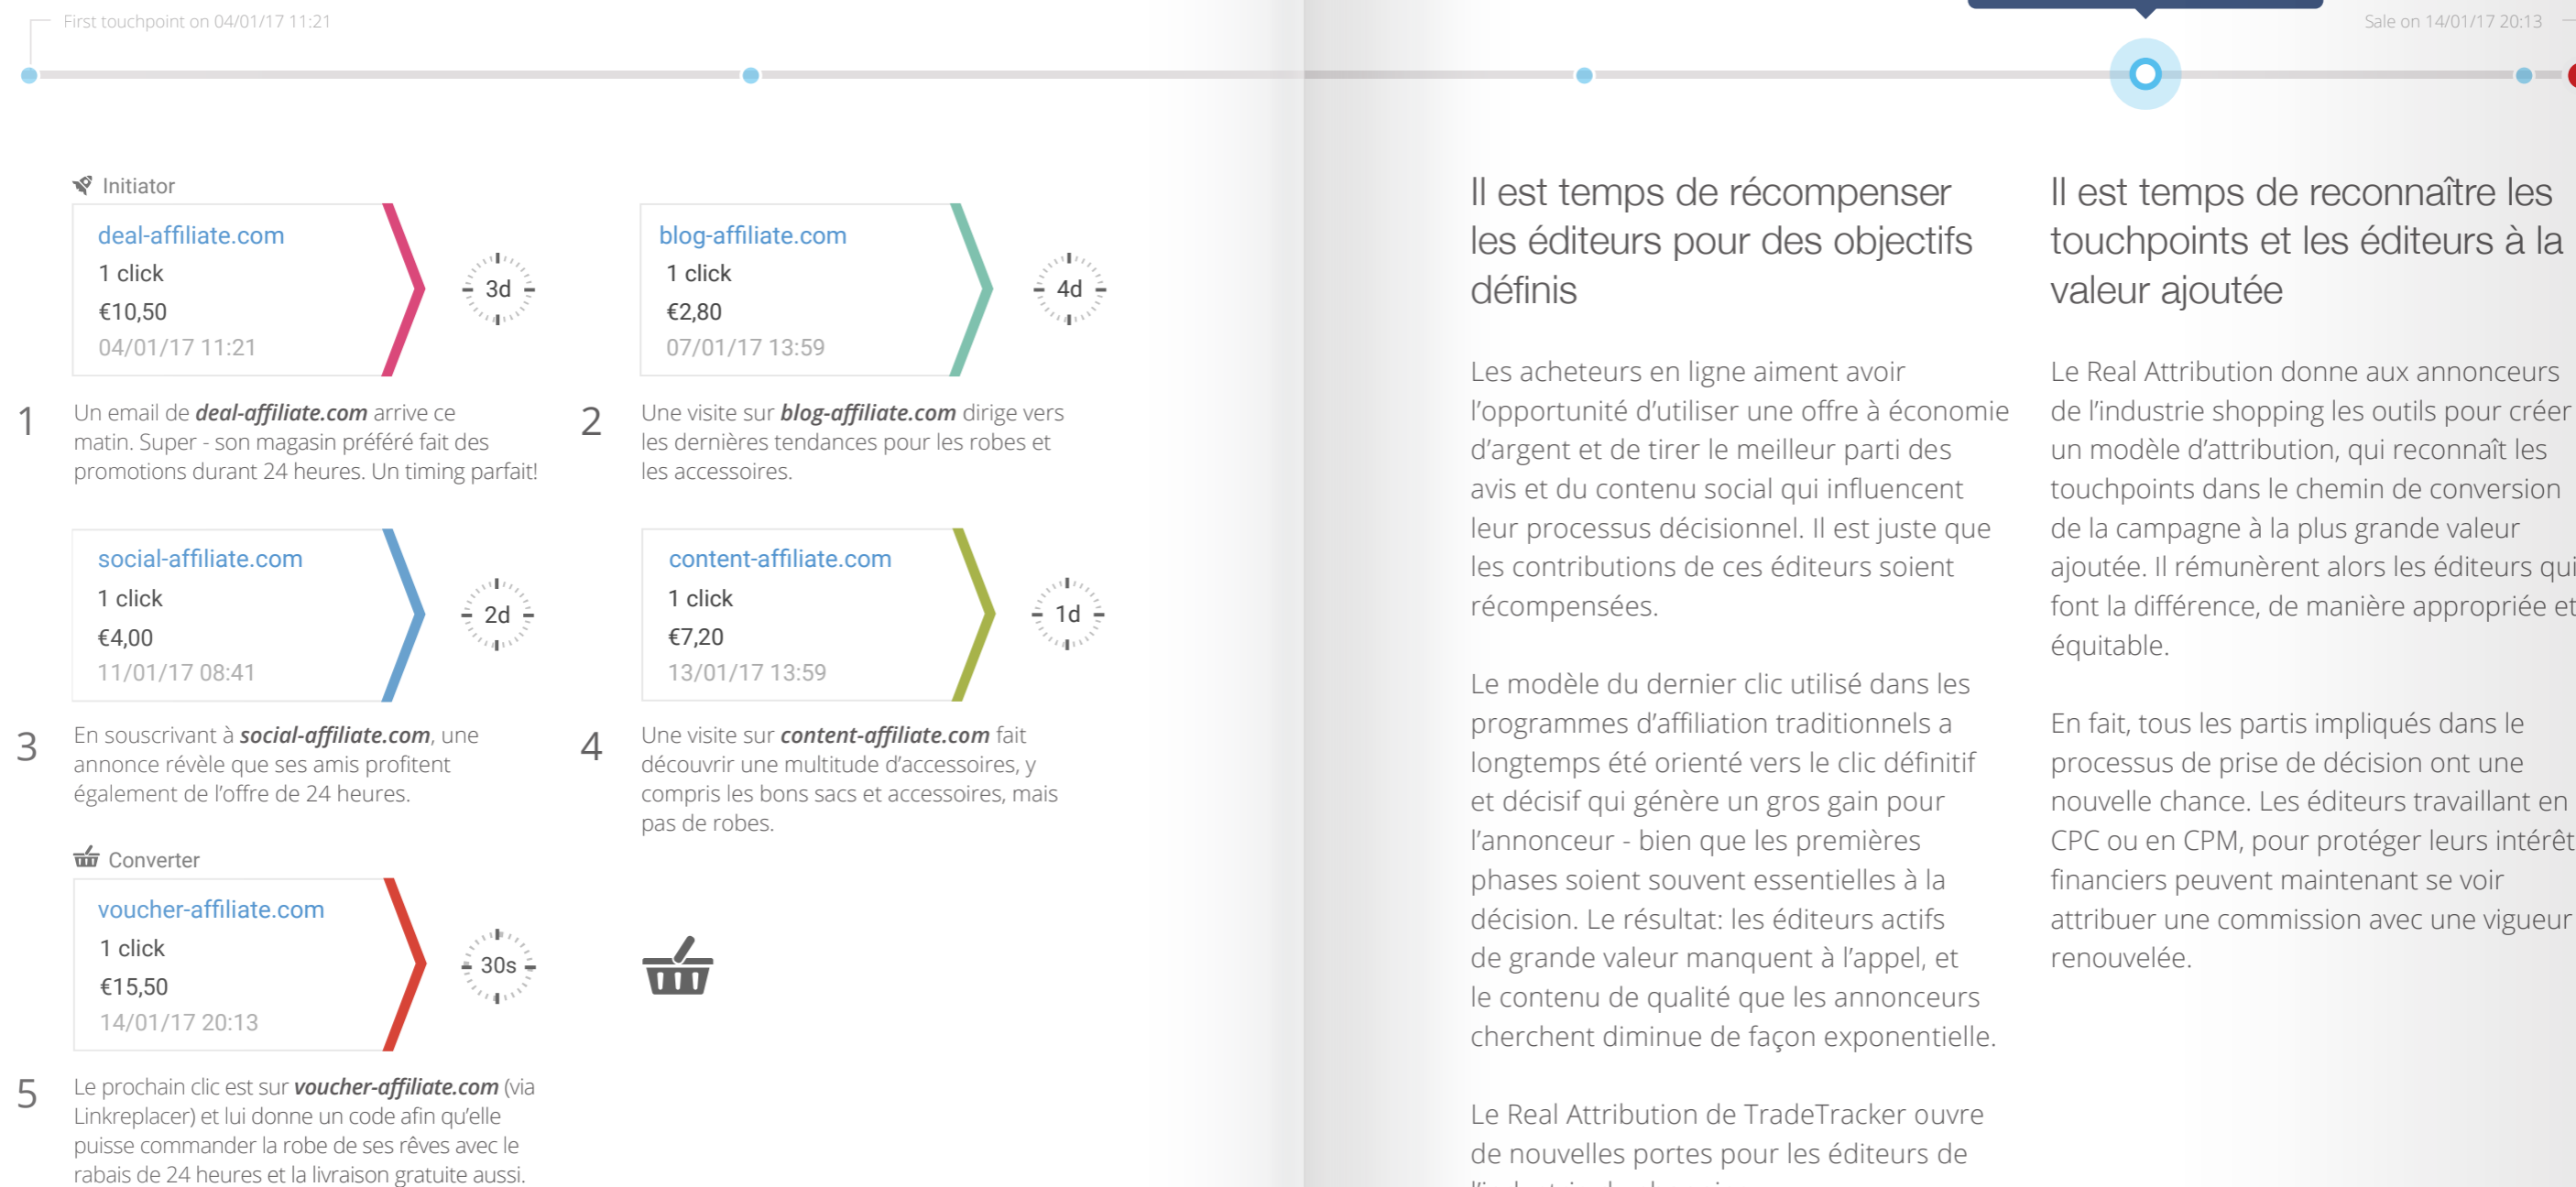 First touchpoint on 04/01/17 11:21
Sale on 14/01/17 20:13
Initiator
deal-affiliate.com
1 click
€10,50
04/01/17 11:21
3d
1
Un email de deal-affiliate.com arrive ce
matin. Super - son magasin préféré fait des
promotions durant 24 heures. Un timing parfait!
blog-affiliate.com
1 click
€2,80
07/01/17 13:59
4d
2
Une visite sur blog-affiliate.com dirige vers
les dernières tendances pour les robes et
les accessoires.
social-affiliate.com
1 click
€4,00
11/01/17 08:41
2d
3
En souscrivant à social-affiliate.com, une
annonce révèle que ses amis profitent
également de l'offre de 24 heures.
content-affiliate.com
1 click
€7,20
13/01/17 13:59
1d
4
Une visite sur content-affiliate.com fait
découvrir une multitude d'accessoires, y
compris les bons sacs et accessoires, mais
pas de robes.
Converter
voucher-affiliate.com
1 click
€15,50
14/01/17 20:13
30s
5
Le prochain clic est sur voucher-affiliate.com (via
Linkreplacer) et lui donne un code afin qu'elle
puisse commander la robe de ses rêves avec le
rabais de 24 heures et la livraison gratuite aussi.
Il est temps de récompenser
les éditeurs pour des objectifs
définis
Les acheteurs en ligne aiment avoir
l'opportunité d'utiliser une offre à économie
d'argent et de tirer le meilleur parti des
avis et du contenu social qui influencent
leur processus décisionnel. Il est juste que
les contributions de ces éditeurs soient
récompensées.
Le modèle du dernier clic utilisé dans les
programmes d'affiliation traditionnels a
longtemps été orienté vers le clic définitif
et décisif qui génère un gros gain pour
l'annonceur - bien que les premières
phases soient souvent essentielles à la
décision. Le résultat: les éditeurs actifs
de grande valeur manquent à l'appel, et
le contenu de qualité que les annonceurs
cherchent diminue de façon exponentielle.
Le Real Attribution de TradeTracker ouvre
de nouvelles portes pour les éditeurs de
Il est temps de reconnaître les
touchpoints et les éditeurs à la
valeur ajoutée
Le Real Attribution donne aux annonceurs
de l'industrie shopping les outils pour créer
un modèle d'attribution, qui reconnaît les
touchpoints dans le chemin de conversion
de la campagne à la plus grande valeur
ajoutée. Il rémunèrent alors les éditeurs qui
font la différence, de manière appropriée et
équitable.
En fait, tous les partis impliqués dans le
processus de prise de décision ont une
nouvelle chance. Les éditeurs travaillant en
CPC ou en CPM, pour protéger leurs intérêt
financiers peuvent maintenant se voir
attribuer une commission avec une vigueur
renouvelée.